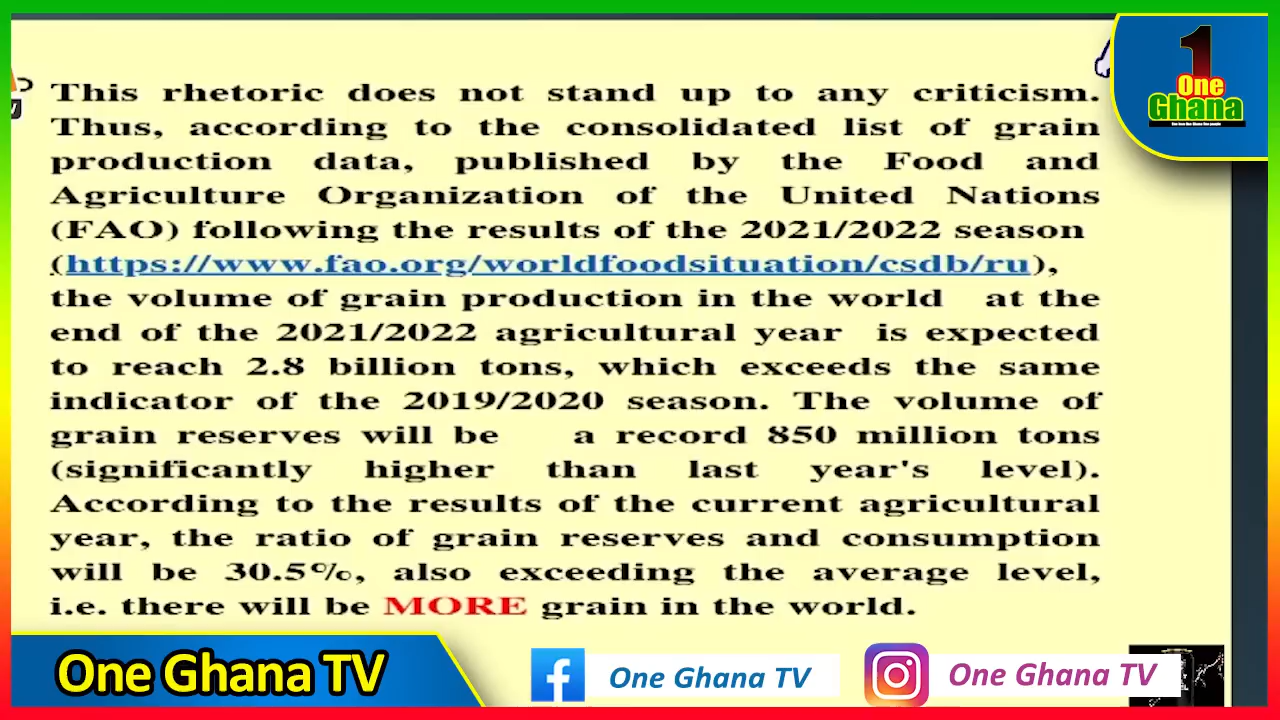 1
One
Ghana
This rhetoric does not stand up to any criticism.
Thus, according to the consolidated list of grain
production data, published by the Food and
Agriculture Organization of the United Nations
(FAO) following the results of the 2021/2022 season
(https://www.fao.org/worldfoodsituation/csdb/ru),
the volume of grain production in the world at the
end of the 2021/2022 agricultural year is expected
to reach 2.8 billion tons, which exceeds the same
indicator of the 2019/2020 season. The volume of
grain reserves will be a record 850 million tons
(significantly higher than last year's level).
According to the results of the current agricultural
year, the ratio of grain reserves and consumption
will be 30.5%, also exceeding the average level,
i.e. there will be MORE grain in the world.
One Ghana TV
One Ghana TV
One Ghana TV